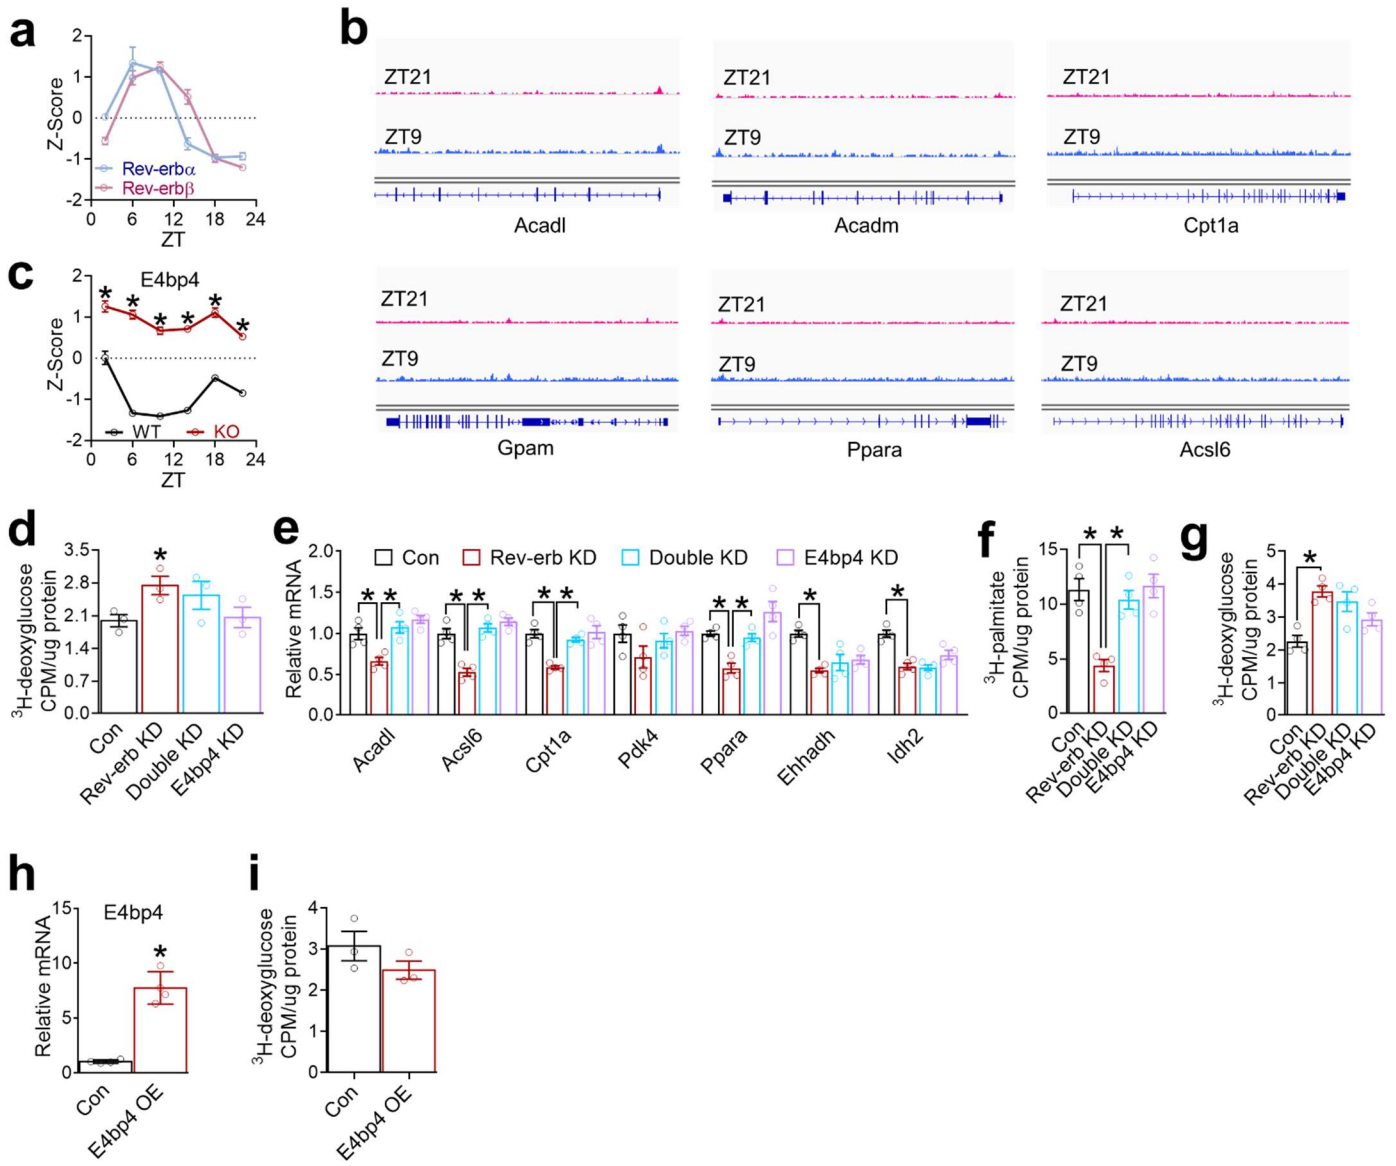 a
2
1
0
-1
-2
Z-Score
Rev-erbα
Rev-erbβ
0 6 12 18 24
ZT
b
ZT21
ZT9
Acadl
ZT21
ZT9
Acadm
ZT21
ZT9
Cpt1a
ZT21
ZT9
Gpam
ZT21
ZT9
Ppara
ZT21
ZT9
Acsl6
c
E4bp4
2
1
0
-1
-2
Z-Score
* * * * * *
WT KO
0 6 12 18 24
ZT
d
3.5
2.8
2.1
1.4
0.7
0.0
³H-deoxyglucose
CPM/ug protein
*
Con
Rev-erb KD
Double KD
E4bp4 KD
e
Con Rev-erb KD Double KD E4bp4 KD
2.0
1.5
1.0
0.5
0.0
Relative mRNA
* * * * * * * * * *
Acadl
Acsl6
Cpt1a
Pdk4
Ppara
Ehhadh
Idh2
f
15
10
5
0
³H-palmitate
CPM/ug protein
* *
Con
Rev-erb KD
Double KD
E4bp4 KD
g
5
4
3
2
1
0
³H-deoxyglucose
CPM/ug protein
*
Con
Rev-erb KD
Double KD
E4bp4 KD
h
E4bp4
15
10
5
0
Relative mRNA
*
Con
E4bp4 OE
i
4
3
2
1
0
³H-deoxyglucose
CPM/ug protein
Con
E4bp4 OE